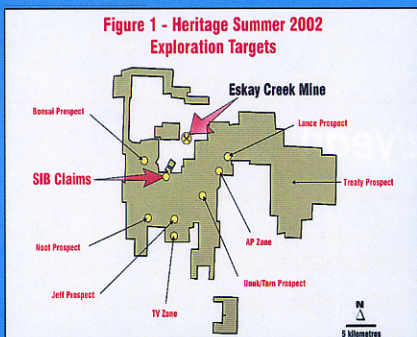 Figure 1 - Heritage Summer 2002
Exploration Targets
Eskay Creek Mine
Bonsai Prospect
Lance Prospect
SIB Claims
Treaty Prospect
Noot Prospect
AP Zone
Jeff Prospect
Unuk/Tarn Prospect
TV Zone
N
5 kilometres